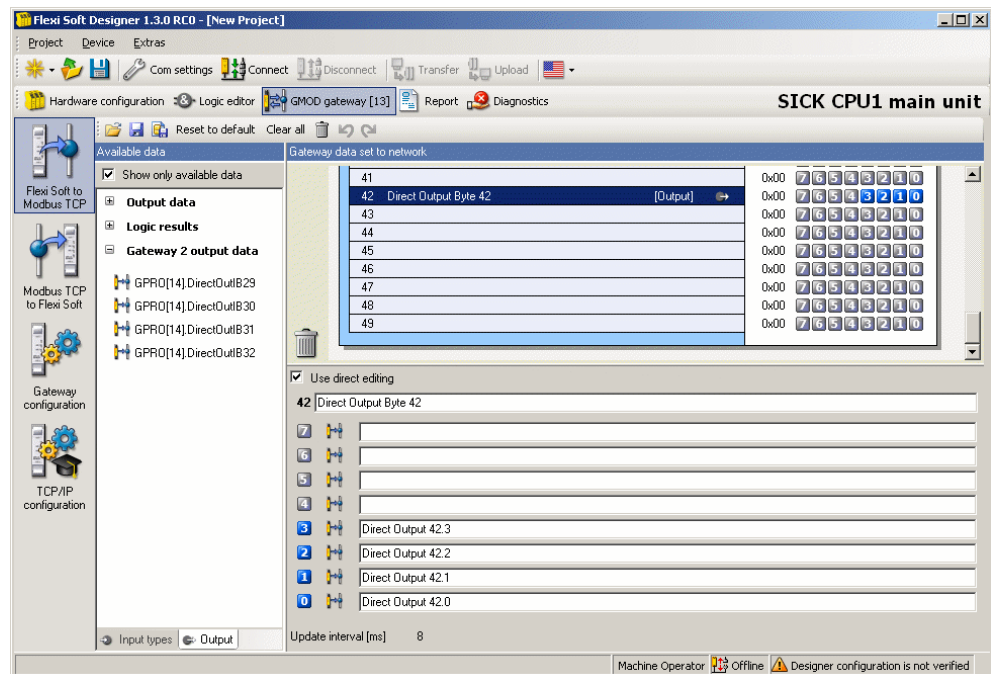 Flexi Soft Designer 1.3.0 RC0 - [New Project]
Project Device Extras
Com settings Connect Disconnect Transfer Upload
Hardware configuration Logic editor GMOD gateway [13] Report Diagnostics SICK CPU1 main unit
Reset to default Clear all
Available data Gateway data set to network
Show only available data
Flexi Soft to
Modbus TCP
Modbus TCP
to Flexi Soft
Gateway
configuration
TCP/IP
configuration
Output data
Logic results
Gateway 2 output data
GPRO[14].DirectOutIB29
GPRO[14].DirectOutIB30
GPRO[14].DirectOutIB31
GPRO[14].DirectOutIB32
Input types Output
41 0x00 7 6 5 4 3 2 1 0
42 Direct Output Byte 42 [Output] 0x00 7 6 5 4 3 2 1 0
43 0x00 7 6 5 4 3 2 1 0
44 0x00 7 6 5 4 3 2 1 0
45 0x00 7 6 5 4 3 2 1 0
46 0x00 7 6 5 4 3 2 1 0
47 0x00 7 6 5 4 3 2 1 0
48 0x00 7 6 5 4 3 2 1 0
49 0x00 7 6 5 4 3 2 1 0
Use direct editing
42 Direct Output Byte 42
7
6
5
4
3 Direct Output 42.3
2 Direct Output 42.2
1 Direct Output 42.1
0 Direct Output 42.0
Update interval [ms] 8
Machine Operator Offline Designer configuration is not verified